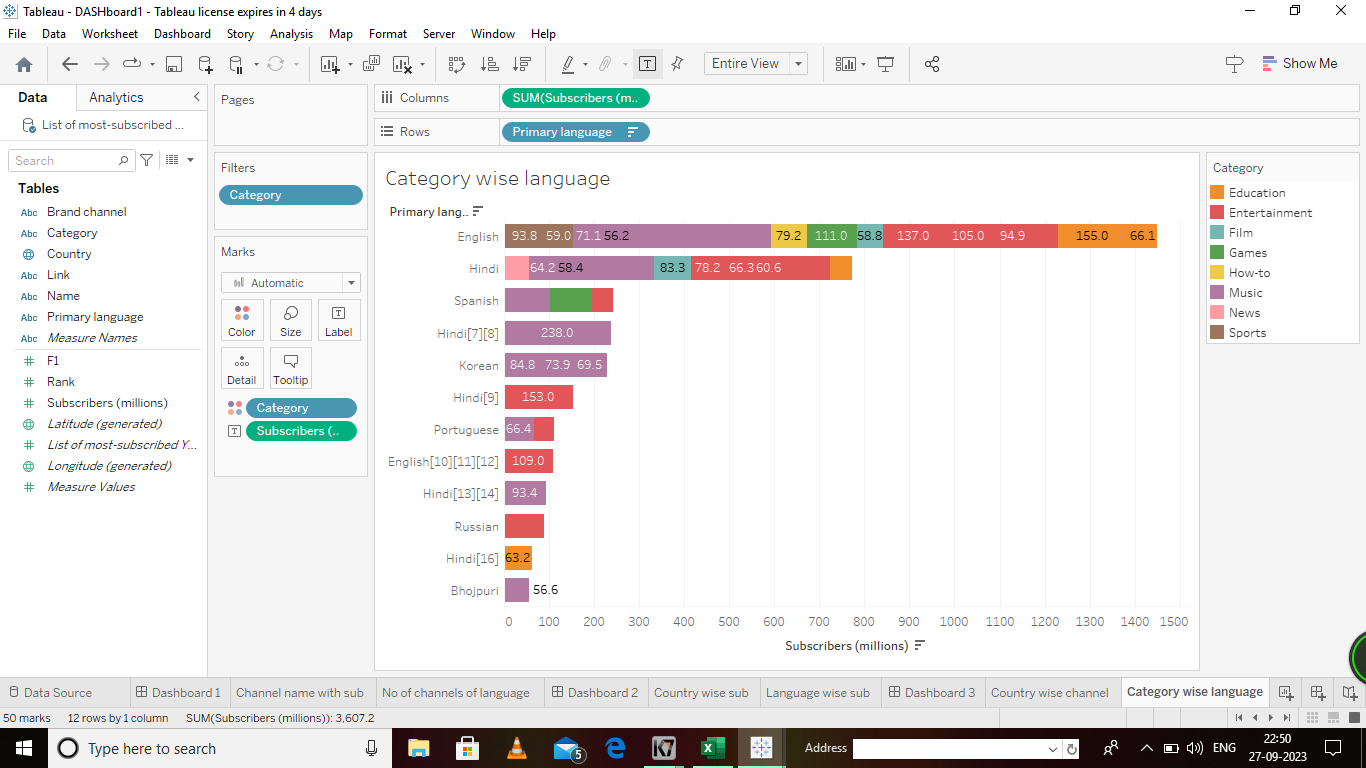 Tableau - DASHboard1 - Tableau license expires in 4 days
File Data Worksheet Dashboard Story Analysis Map Format Server Window Help
Entire View
Show Me
Data Analytics
List of most-subscribed ...
Search
Tables
Abc Brand channel
Abc Category
Country
Abc Link
Abc Name
Abc Primary language
Abc Measure Names
F1
Rank
Subscribers (millions)
Latitude (generated)
List of most-subscribed Y...
Longitude (generated)
Measure Values
Pages
Filters
Category
Marks
Automatic
Color Size Label
Detail Tooltip
Category
Subscribers (..
Columns SUM(Subscribers (m..
Rows Primary language
Category wise language
Primary lang..
English 93.8 59.0 71.1 56.2 79.2 111.0 58.8 137.0 105.0 94.9 155.0 66.1
Hindi 64.2 58.4 83.3 78.2 66.3 60.6
Spanish
Hindi[7][8] 238.0
Korean 84.8 73.9 69.5
Hindi[9] 153.0
Portuguese 66.4
English[10][11][12] 109.0
Hindi[13][14] 93.4
Russian
Hindi[16] 63.2
Bhojpuri 56.6
0 100 200 300 400 500 600 700 800 900 1000 1100 1200 1300 1400 1500
Subscribers (millions)
Category
Education
Entertainment
Film
Games
How-to
Music
News
Sports
Data Source Dashboard 1 Channel name with sub No of channels of language Dashboard 2 Country wise sub Language wise sub Dashboard 3 Country wise channel Category wise language
50 marks 12 rows by 1 column SUM(Subscribers (millions)): 3,607.2
Type here to search
5
Address
ENG
22:50
27-09-2023